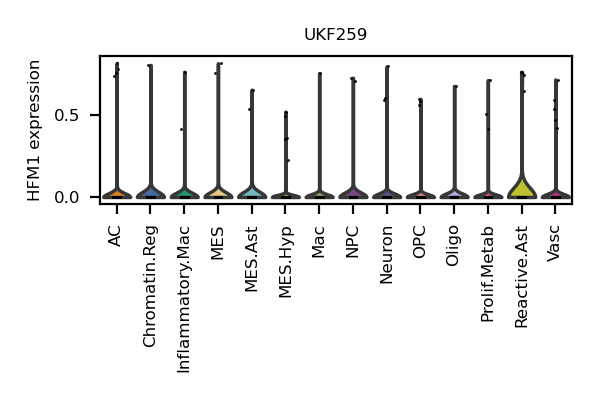 UKF259
HFM1 expression
0.5
0.0
AC
Chromatin.Reg
Inflammatory.Mac
MES
MES.Ast
MES.Hyp
Mac
NPC
Neuron
OPC
Oligo
Prolif.Metab
Reactive.Ast
Vasc